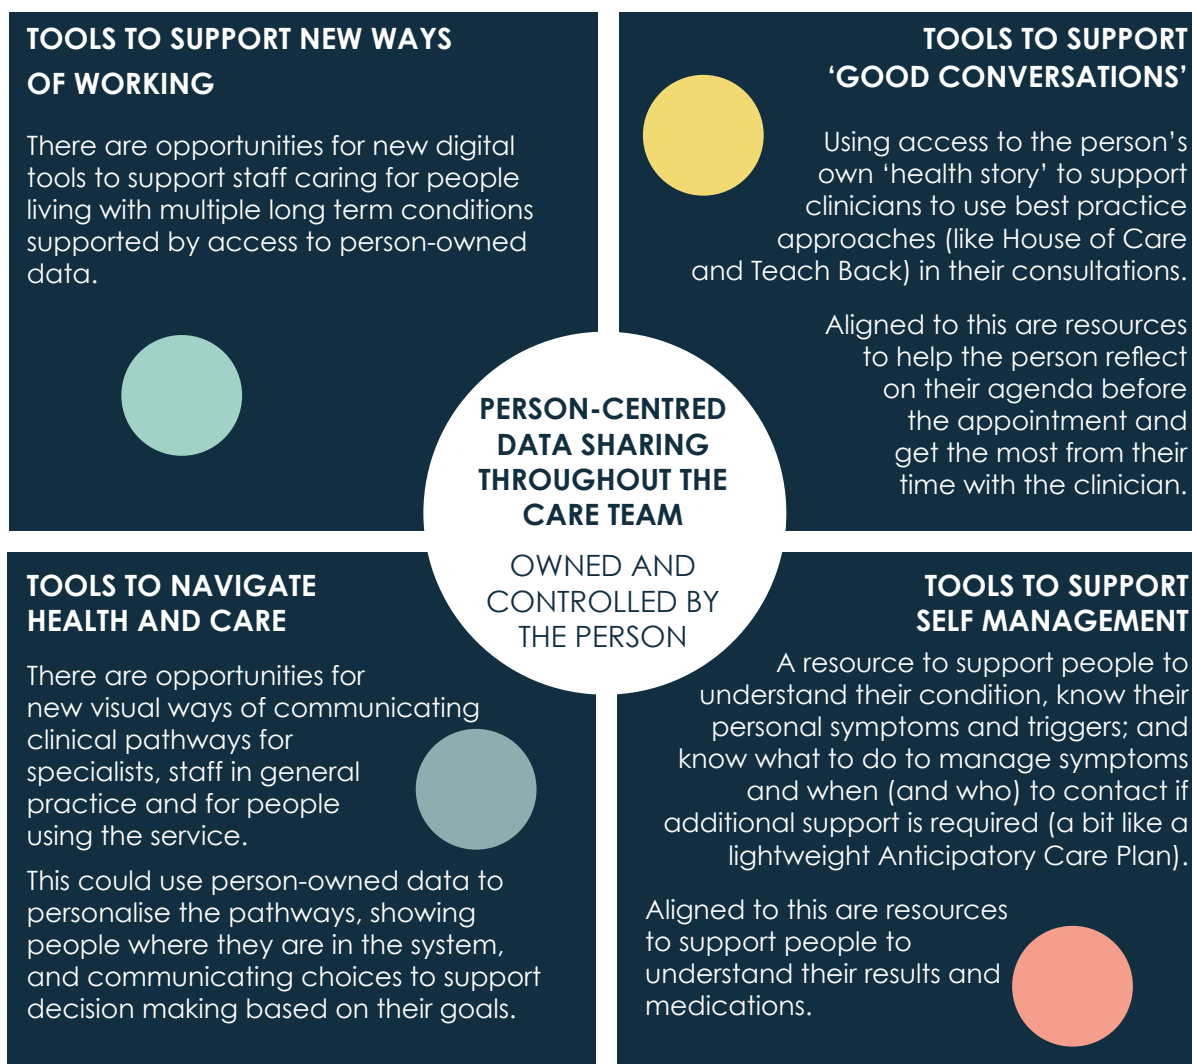 TOOLS TO SUPPORT NEW WAYS
OF WORKING
There are opportunities for new digital
tools to support staff caring for people
living with multiple long term conditions
supported by access to person-owned
data.
TOOLS TO SUPPORT
‘GOOD CONVERSATIONS’
Using access to the person’s
own ‘health story’ to support
clinicians to use best practice
approaches (like House of Care
and Teach Back) in their consultations.
Aligned to this are resources
to help the person reflect
on their agenda before
the appointment and
get the most from their
time with the clinician.
PERSON-CENTRED
DATA SHARING
THROUGHOUT THE
CARE TEAM
OWNED AND
CONTROLLED BY
THE PERSON
TOOLS TO NAVIGATE
HEALTH AND CARE
There are opportunities for
new visual ways of communicating
clinical pathways for
specialists, staff in general
practice and for people
using the service.
This could use person-owned data to
personalise the pathways, showing
people where they are in the system,
and communicating choices to support
decision making based on their goals.
TOOLS TO SUPPORT
SELF MANAGEMENT
A resource to support people to
understand their condition, know their
personal symptoms and triggers; and
know what to do to manage symptoms
and when (and who) to contact if
additional support is required (a bit like a
lightweight Anticipatory Care Plan).
Aligned to this are resources
to support people to
understand their results and
medications.